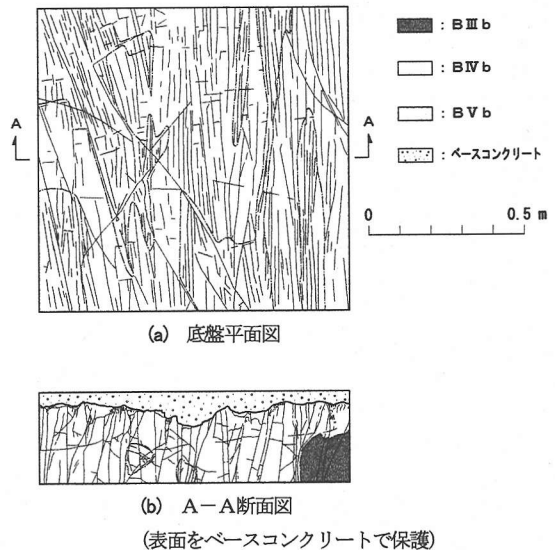 A
A
: BⅢb
: BⅣb
: BⅤb
: ベースコンクリート
0 0.5 m
(a) 底盤平面図
(b) A-A断面図
(表面をベースコンクリートで保護)